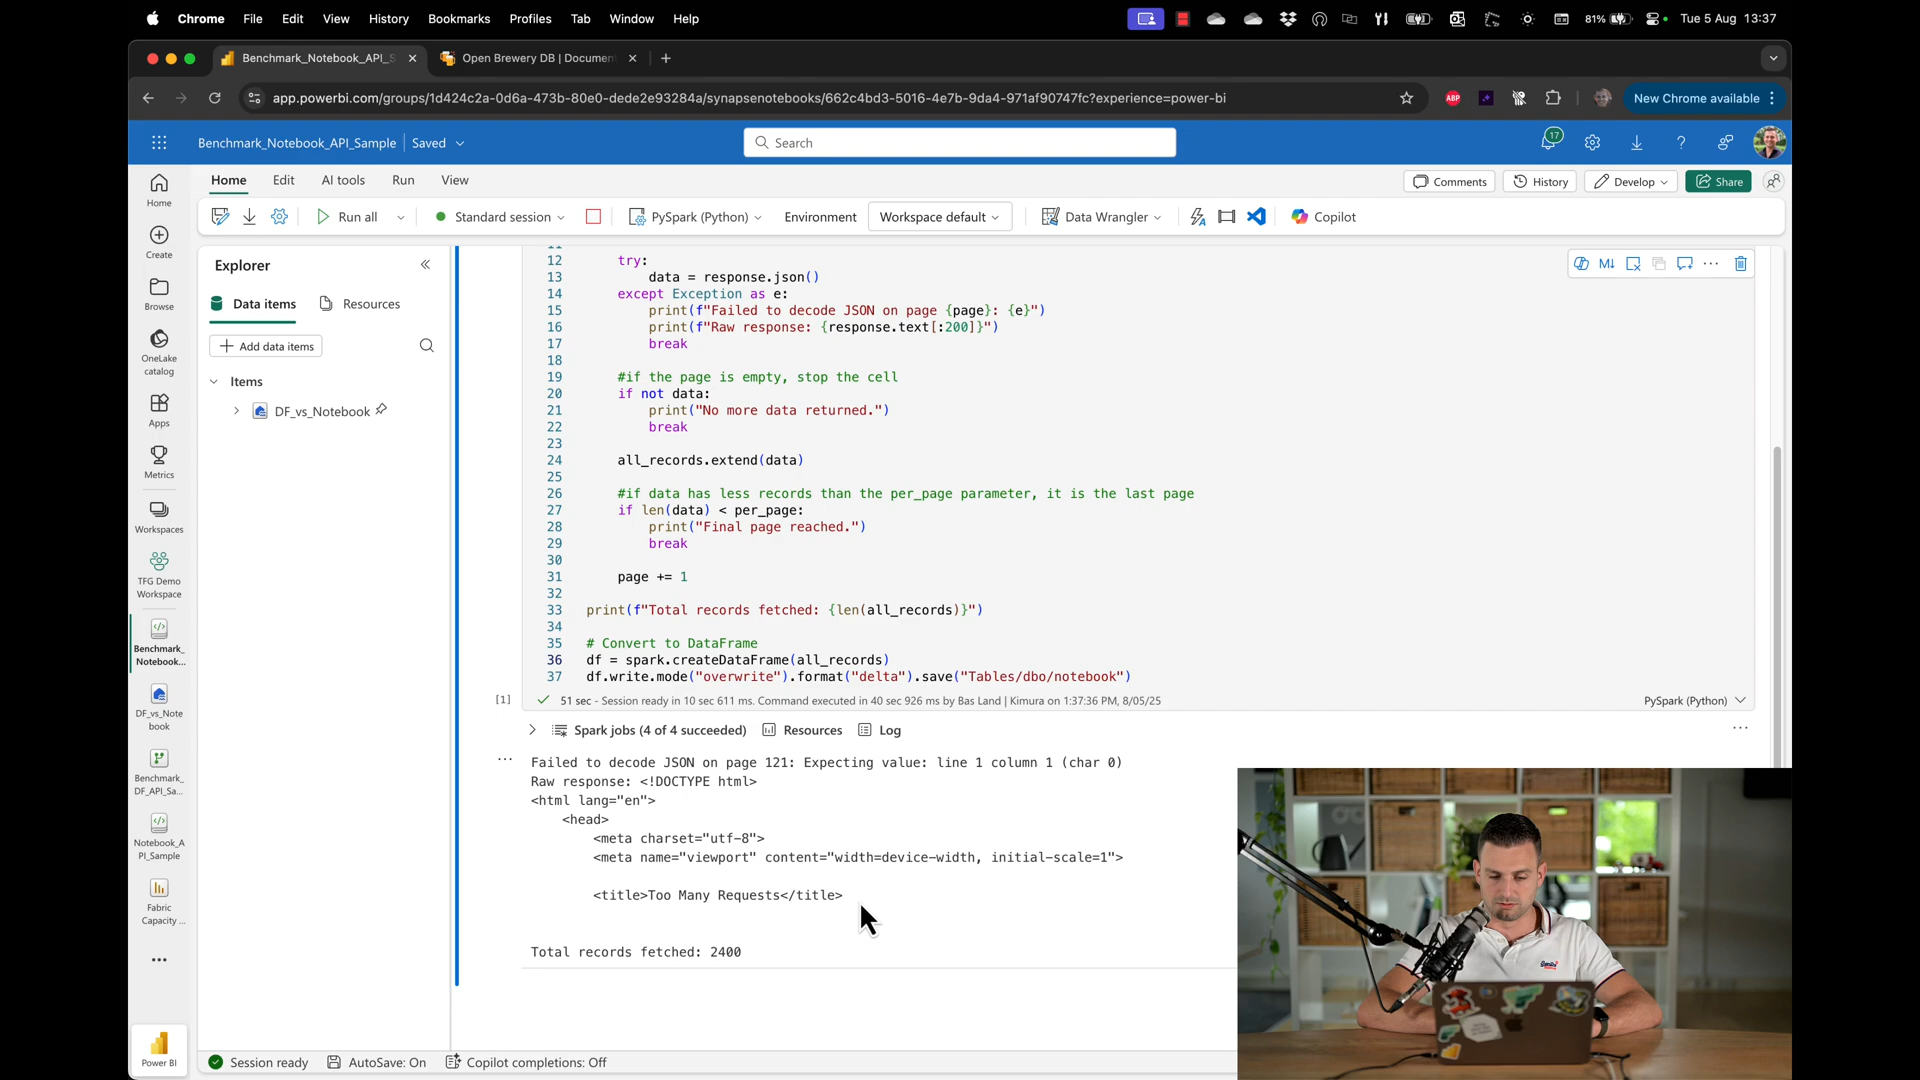 Chrome File Edit View History Bookmarks Profiles Tab Window Help
81% Tue 5 Aug 13:37
Benchmark_Notebook_API_S
Open Brewery DB | Documen
app.powerbi.com/groups/1d424c2a-0d6a-473b-80e0-dede2e93284a/synapsenotebooks/662c4bd3-5016-4e7b-9da4-971af90747fc?experience=power-bi
ABP
New Chrome available
Benchmark_Notebook_API_Sample | Saved
Search
17
Home Edit AI tools Run View
Comments History Develop Share
Run all Standard session PySpark (Python) Environment Workspace default Data Wrangler Copilot
Home
Create
Browse
OneLake
catalog
Apps
Metrics
Workspaces
TFG Demo
Workspace
Benchmark_
Notebook...
DF_vs_Note
book
Benchmark_
DF_API_Sa...
Notebook_A
PI_Sample
Fabric
Capacity ...
Power BI
Explorer
Data items Resources
Add data items
Items
DF_vs_Notebook
11
12 try:
13 data = response.json()
14 except Exception as e:
15 print(f"Failed to decode JSON on page {page}: {e}")
16 print(f"Raw response: {response.text[:200]}")
17 break
18
19 #if the page is empty, stop the cell
20 if not data:
21 print("No more data returned.")
22 break
23
24 all_records.extend(data)
25
26 #if data has less records than the per_page parameter, it is the last page
27 if len(data) < per_page:
28 print("Final page reached.")
29 break
30
31 page += 1
32
33 print(f"Total records fetched: {len(all_records)}")
34
35 # Convert to DataFrame
36 df = spark.createDataFrame(all_records)
37 df.write.mode("overwrite").format("delta").save("Tables/dbo/notebook")
M↓
[1] 51 sec - Session ready in 10 sec 611 ms. Command executed in 40 sec 926 ms by Bas Land | Kimura on 1:37:36 PM, 8/05/25 PySpark (Python)
Spark jobs (4 of 4 succeeded) Resources Log
Failed to decode JSON on page 121: Expecting value: line 1 column 1 (char 0)
Raw response: <!DOCTYPE html>
<html lang="en">
<head>
<meta charset="utf-8">
<meta name="viewport" content="width=device-width, initial-scale=1">
<title>Too Many Requests</title>
Total records fetched: 2400
Session ready AutoSave: On Copilot completions: Off